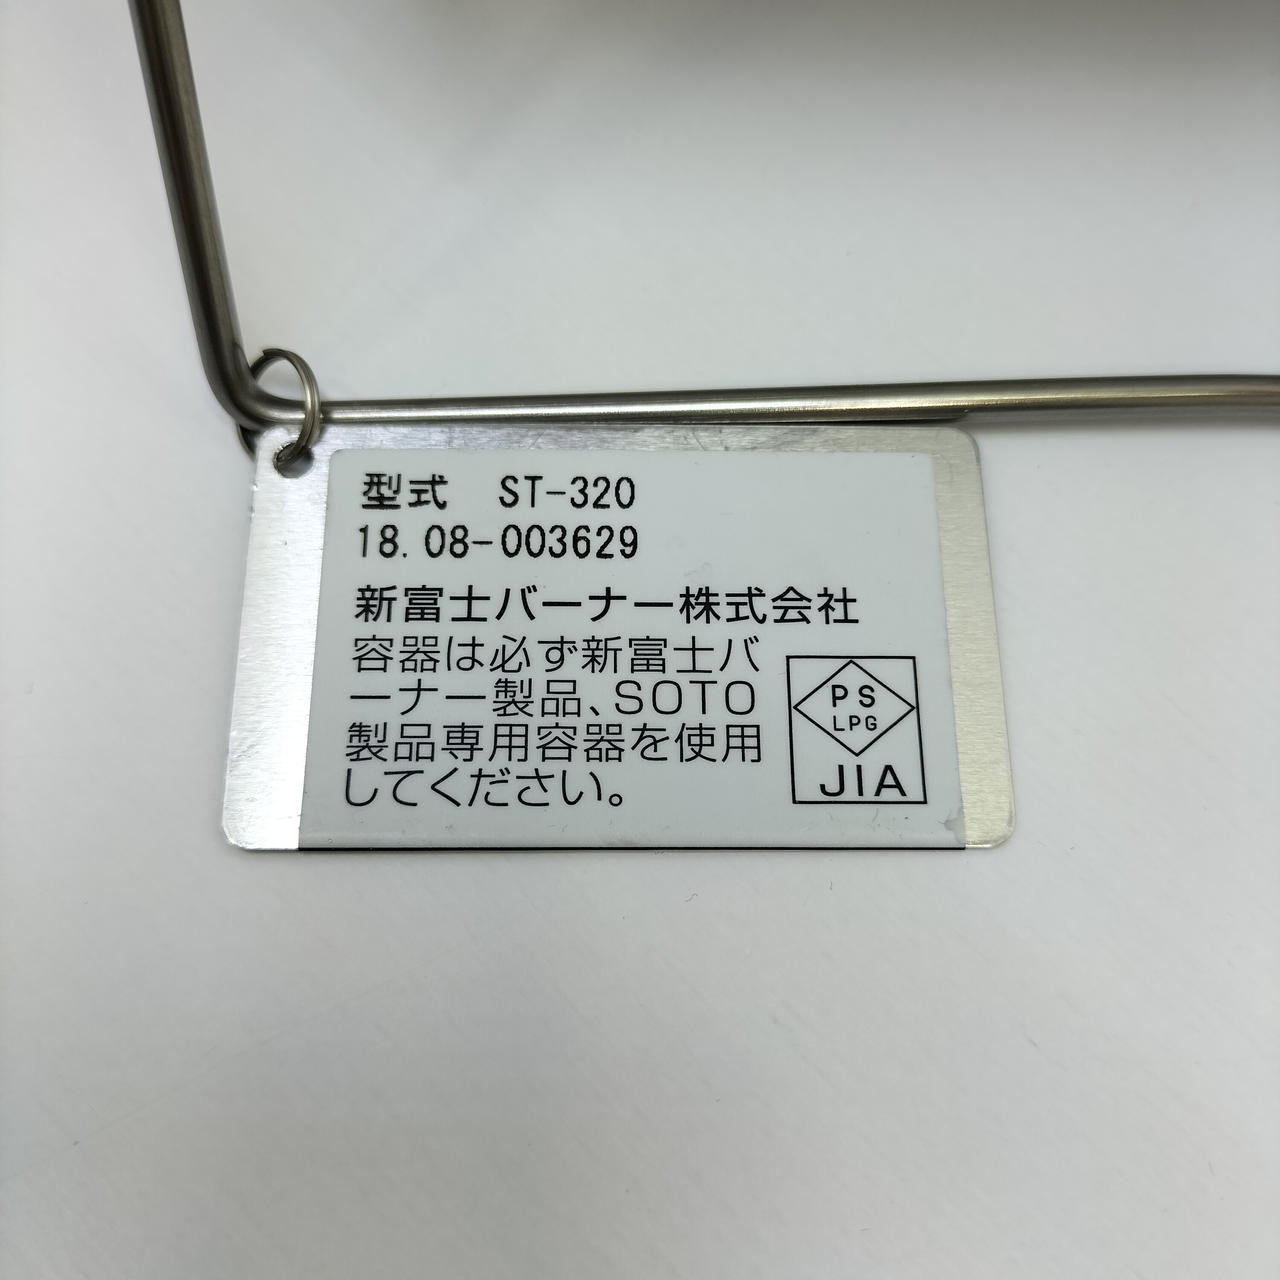 型式　ST-320
18.08-003629
新富士バーナー株式会社
容器は必ず新富士バ
ーナー製品、SOTO
製品専用容器を使用
してください。
PS
LPG
JIA